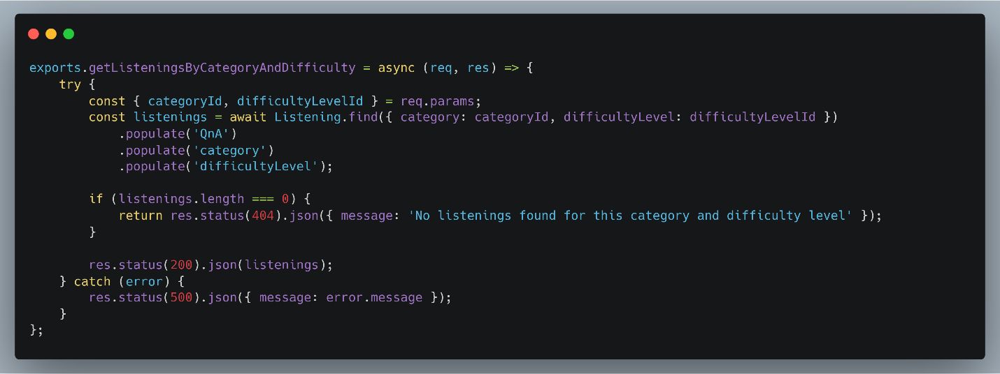 exports.getListeningsByCategoryAndDifficulty = async (req, res) => {
    try {
        const { categoryId, difficultyLevelId } = req.params;
        const listenings = await Listening.find({ category: categoryId, difficultyLevel: difficultyLevelId })
            .populate('QnA')
            .populate('category')
            .populate('difficultyLevel');

        if (listenings.length === 0) {
            return res.status(404).json({ message: 'No listenings found for this category and difficulty level' });
        }

        res.status(200).json(listenings);
    } catch (error) {
        res.status(500).json({ message: error.message });
    }
};